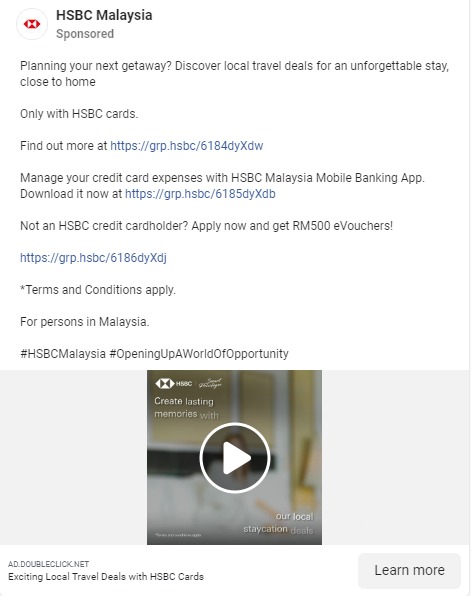 HSBC Malaysia
Sponsored
Planning your next getaway? Discover local travel deals for an unforgettable stay,
close to home
Only with HSBC cards.
Find out more at https://grp.hsbc/6184dyXdw
Manage your credit card expenses with HSBC Malaysia Mobile Banking App.
Download it now at https://grp.hsbc/6185dyXdb
Not an HSBC credit cardholder? Apply now and get RM500 eVouchers!
https://grp.hsbc/6186dyXdj
*Terms and Conditions apply.
For persons in Malaysia.
#HSBCMalaysia #OpeningUpAWorldOfOpportunity
HSBC
Create lasting
memories with
our local
staycation deals
AD.DOUBLECLICK.NET
Exciting Local Travel Deals with HSBC Cards
Learn more